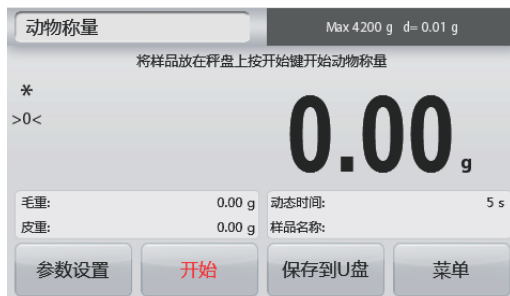 动物称量
Max 4200 g d= 0.01 g
将样品放在秤盘上按开始键开始动物称量
*
>0<
0.00 g
毛重: 0.00 g 动态时间: 5 s
皮重: 0.00 g 样品名称:
参数设置 开始 保存到U盘 菜单